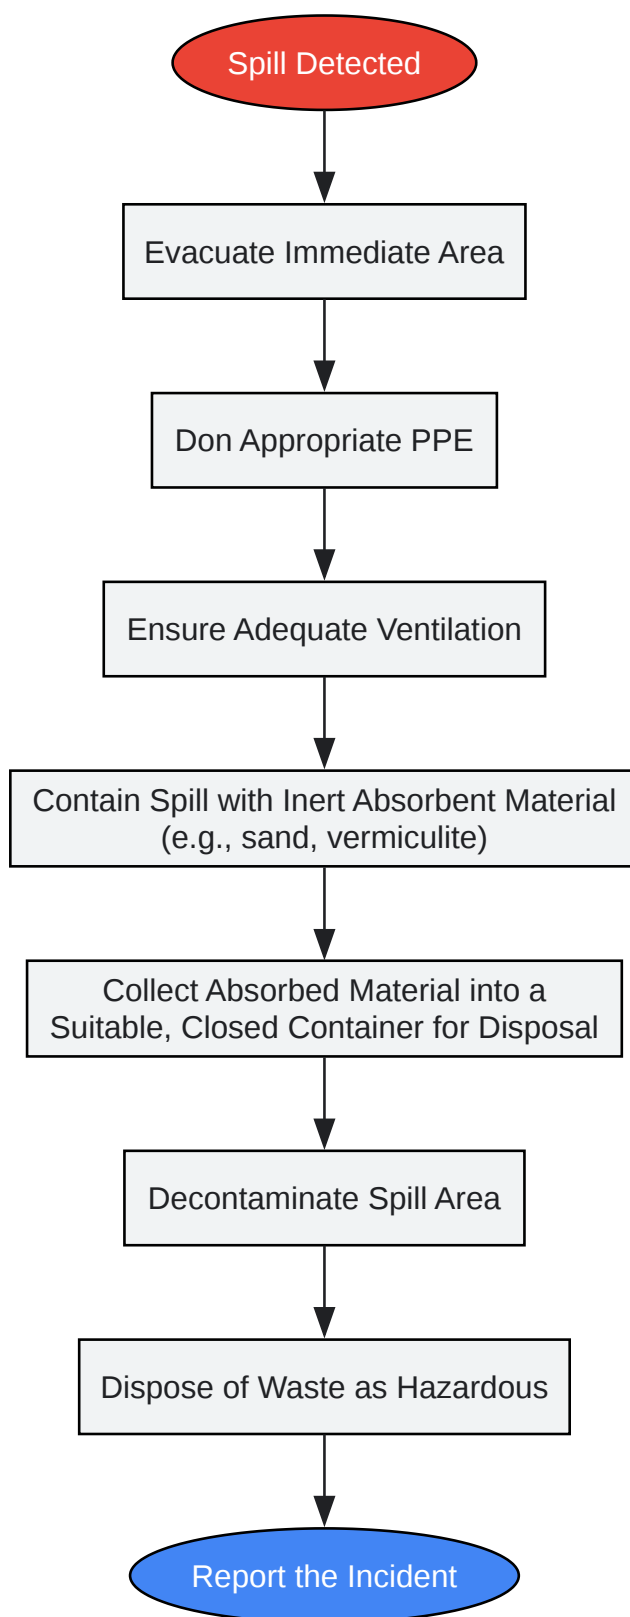 Spill Detected
Evacuate Immediate Area
Don Appropriate PPE
Ensure Adequate Ventilation
Contain Spill with Inert Absorbent Material
(e.g., sand, vermiculite)
Collect Absorbed Material into a
Suitable, Closed Container for Disposal
Decontaminate Spill Area
Dispose of Waste as Hazardous
Report the Incident